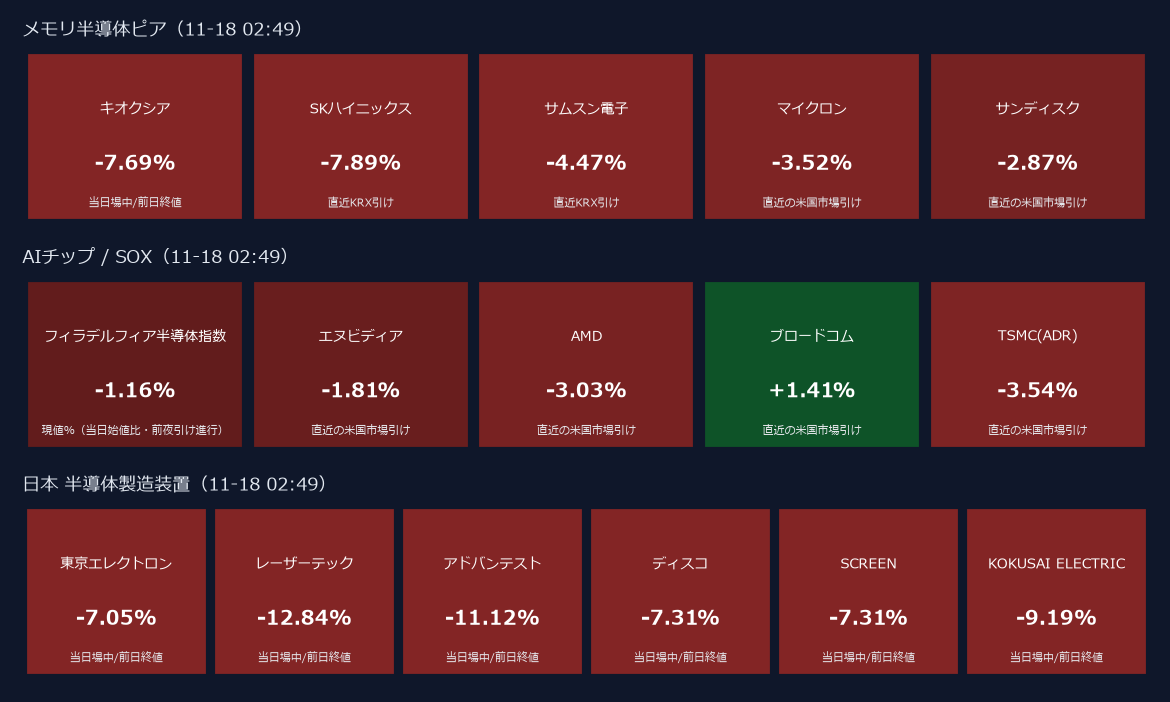 メモリ半導体ピア（11-18 02:49）
キオクシア
-7.69%
当日場中/前日終値
SKハイニックス
-7.89%
直近KRX引け
サムスン電子
-4.47%
直近KRX引け
マイクロン
-3.52%
直近の米国市場引け
サンディスク
-2.87%
直近の米国市場引け
AIチップ / SOX（11-18 02:49）
フィラデルフィア半導体指数
-1.16%
現値%（当日始値比・前夜引け進行）
エヌビディア
-1.81%
直近の米国市場引け
AMD
-3.03%
直近の米国市場引け
ブロードコム
+1.41%
直近の米国市場引け
TSMC(ADR)
-3.54%
直近の米国市場引け
日本 半導体製造装置（11-18 02:49）
東京エレクトロン
-7.05%
当日場中/前日終値
レーザーテック
-12.84%
当日場中/前日終値
アドバンテスト
-11.12%
当日場中/前日終値
ディスコ
-7.31%
当日場中/前日終値
SCREEN
-7.31%
当日場中/前日終値
KOKUSAI ELECTRIC
-9.19%
当日場中/前日終値